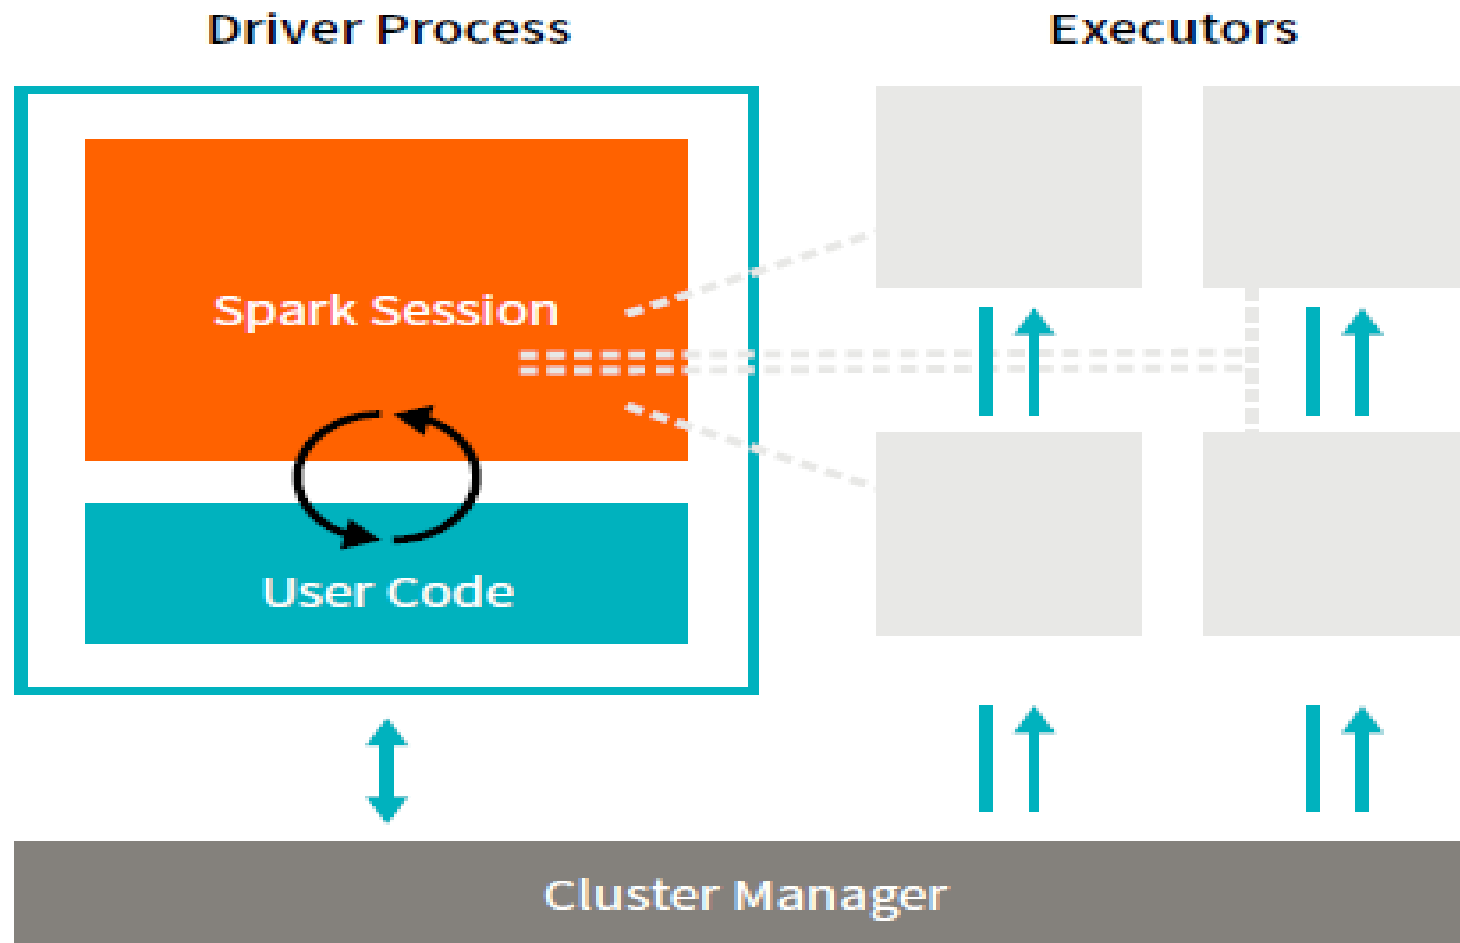 Driver Process
Executors
Spark Session
User Code
Cluster Manager